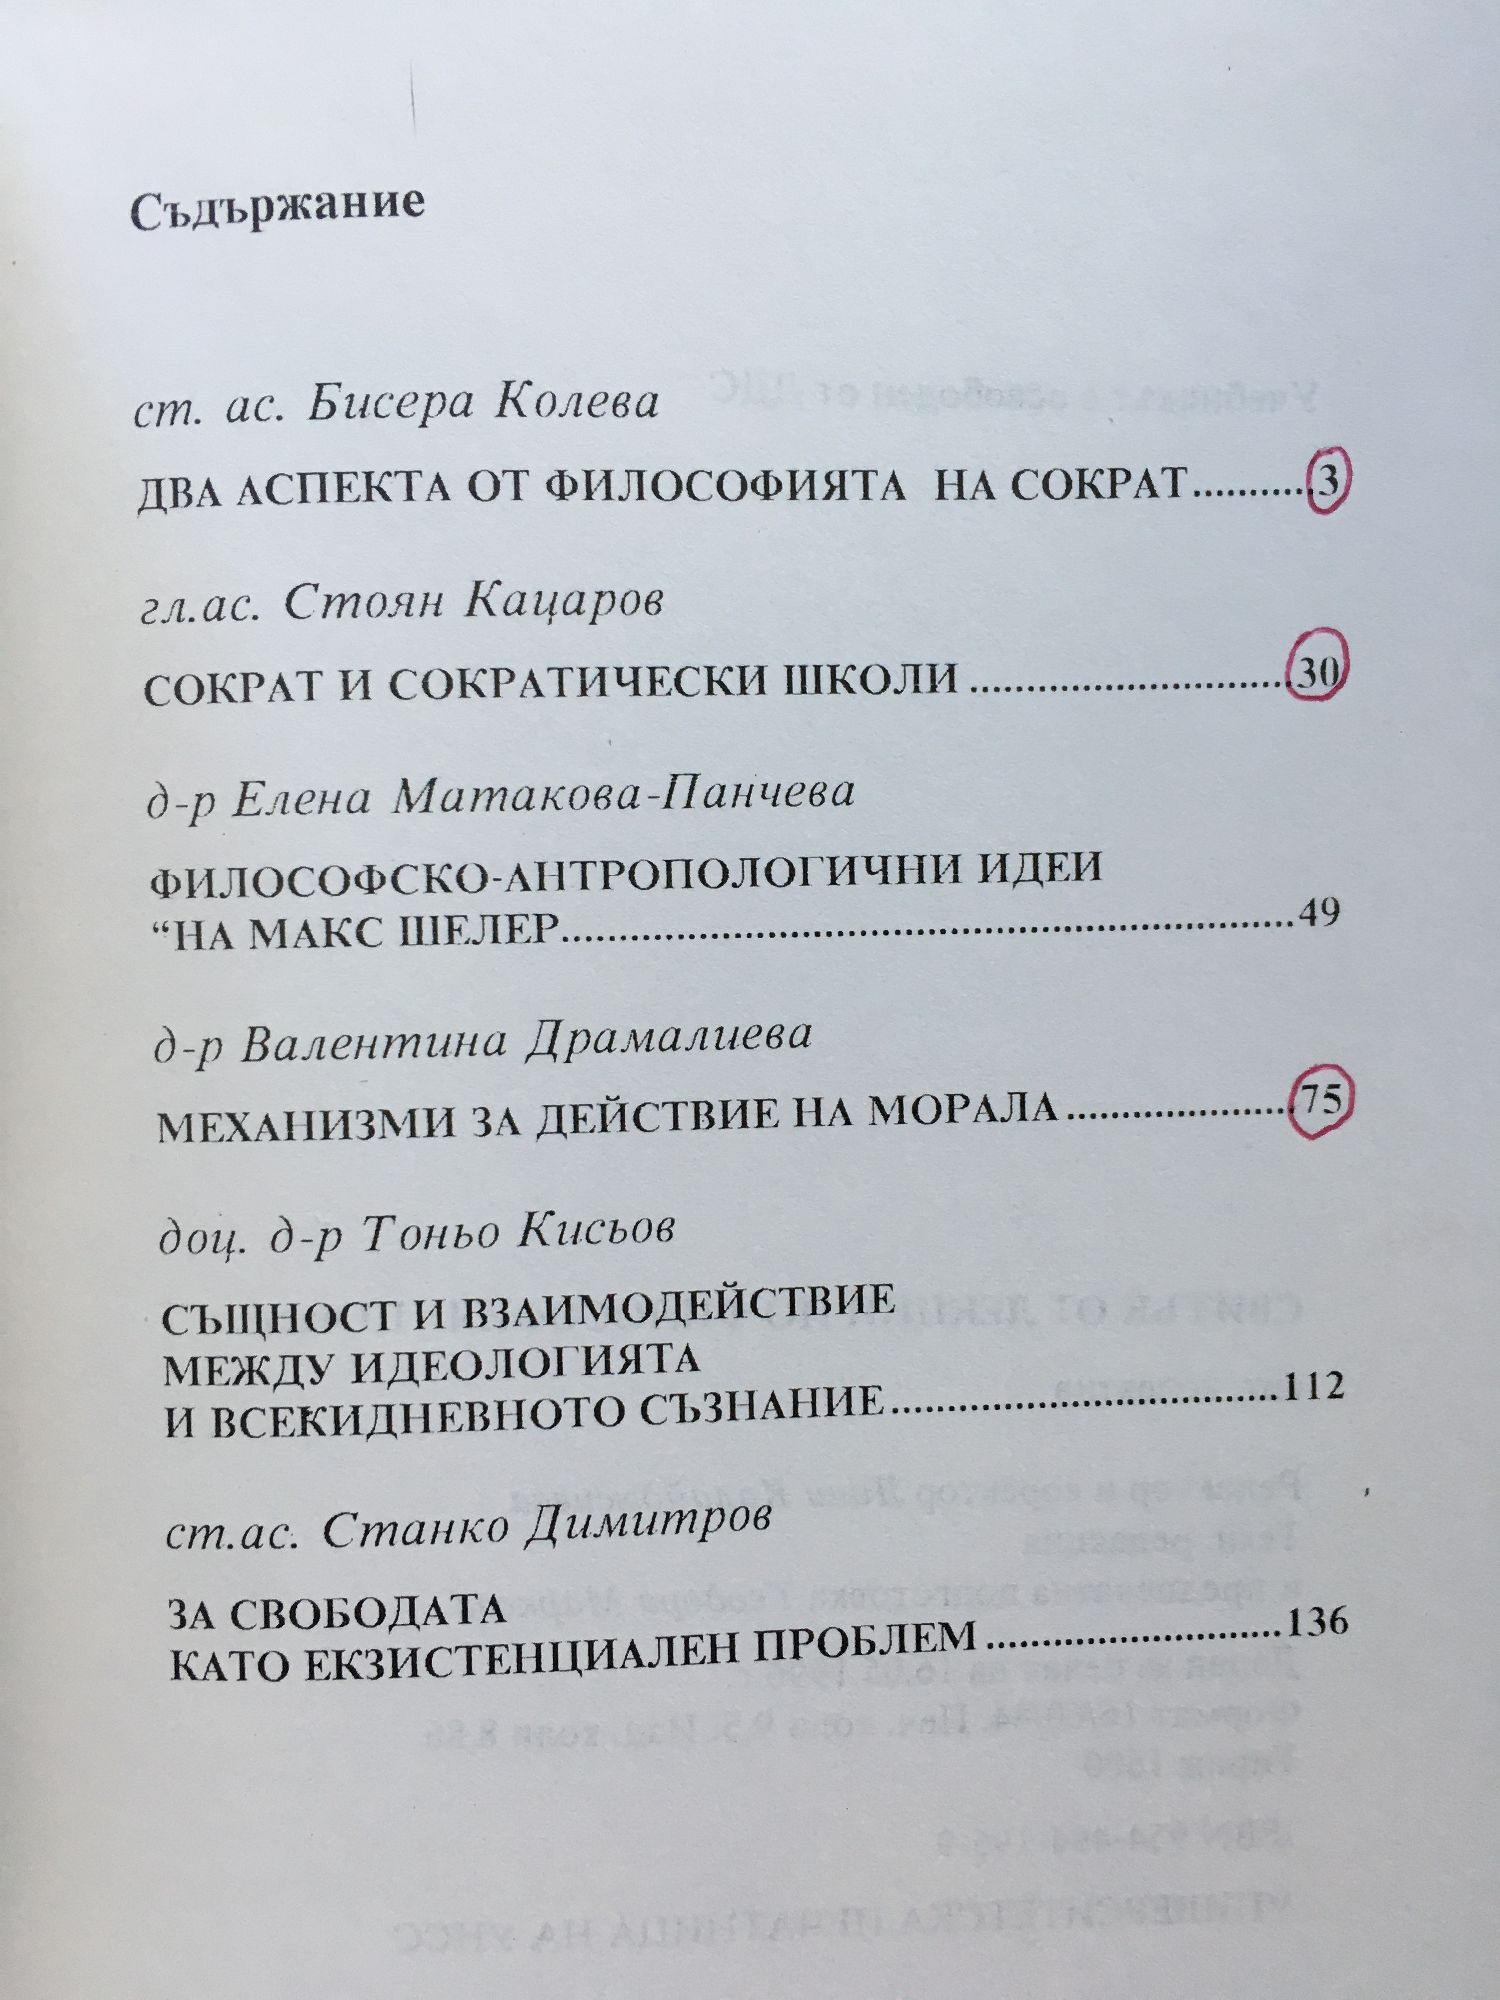 Съдържание
ст. ас. Бисера Колева
ДВА АСПЕКТА ОТ ФИЛОСОФИЯТА НА СОКРАТ...........3
гл.ас. Стоян Кацаров
СОКРАТ И СОКРАТИЧЕСКИ ШКОЛИ.............................30
д-р Елена Матакова-Панчева
ФИЛОСОФСКО-АНТРОПОЛОГИЧНИ ИДЕИ
“НА МАКС ШЕЛЕР..................................................................49
д-р Валентина Драмалиева
МЕХАНИЗМИ ЗА ДЕЙСТВИЕ НА МОРАЛА.....................75
доц. д-р Тоньо Кисьов
СЪЩНОСТ И ВЗАИМОДЕЙСТВИЕ
МЕЖДУ ИДЕОЛОГИЯТА
И ВСЕКИДНЕВНОТО СЪЗНАНИЕ...................................112
ст.ас. Станко Димитров
ЗА СВОБОДАТА
КАТО ЕКЗИСТЕНЦИАЛЕН ПРОБЛЕМ..........................136